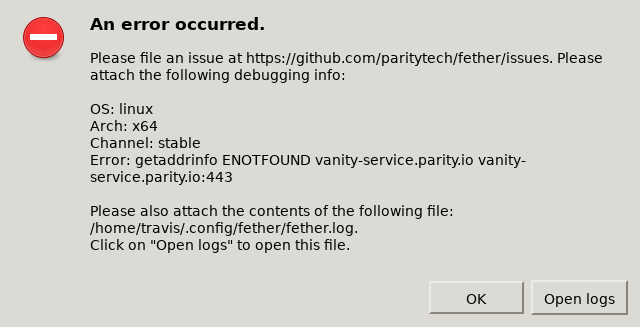 An error occurred.
Please file an issue at https://github.com/paritytech/fether/issues. Please
attach the following debugging info:
OS: linux
Arch: x64
Channel: stable
Error: getaddrinfo ENOTFOUND vanity-service.parity.io vanity-
service.parity.io:443
Please also attach the contents of the following file:
/home/travis/.config/fether/fether.log.
Click on "Open logs" to open this file.
OK
Open logs